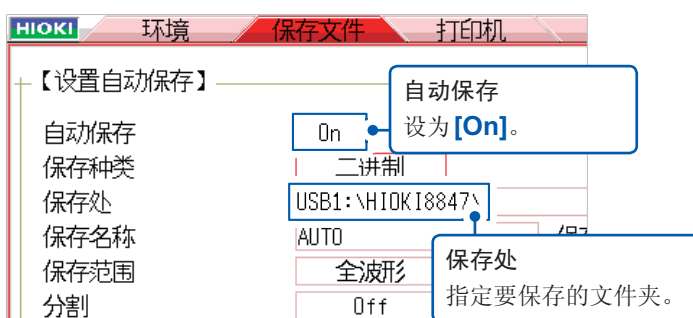 HIOKI 环境 保存文件 打印机
【设置自动保存】
自动保存
设为[On]。
自动保存 On
保存种类 二进制
保存处 USB1:\HIOKI8847\
保存名称 AUTO
保存处
指定要保存的文件夹。
保存范围 全波形
分割 Off